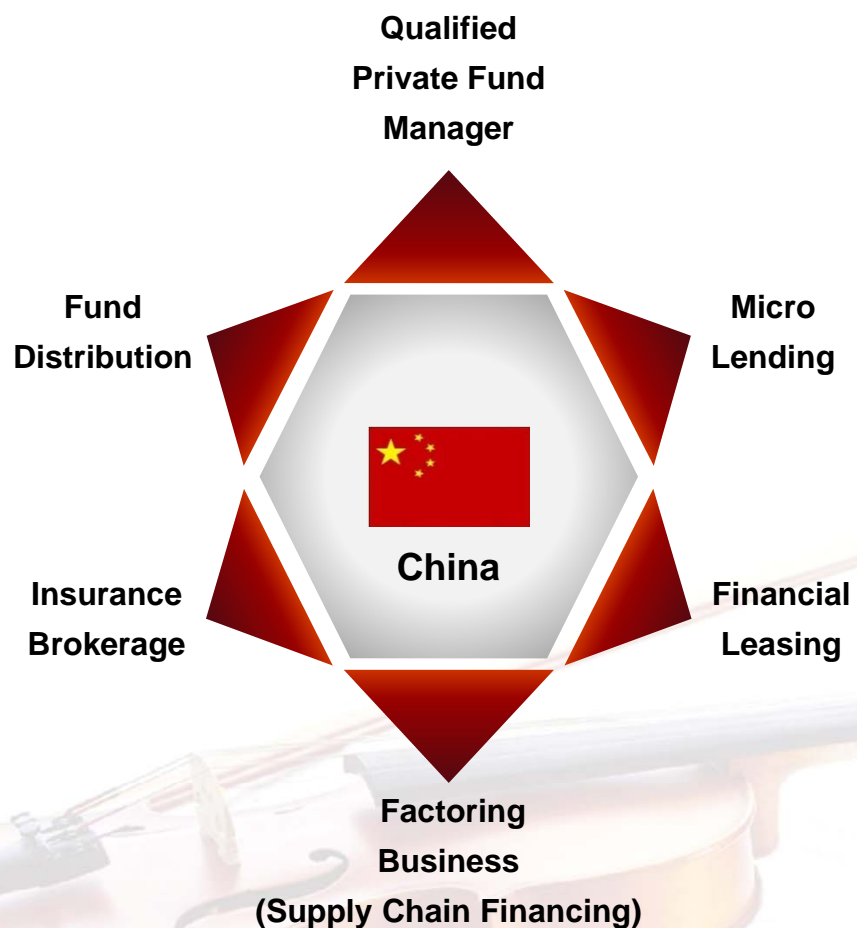 Qualified
Private Fund
Manager
Fund
Distribution
Micro
Lending
China
Insurance
Brokerage
Financial
Leasing
Factoring
Business
(Supply Chain Financing)